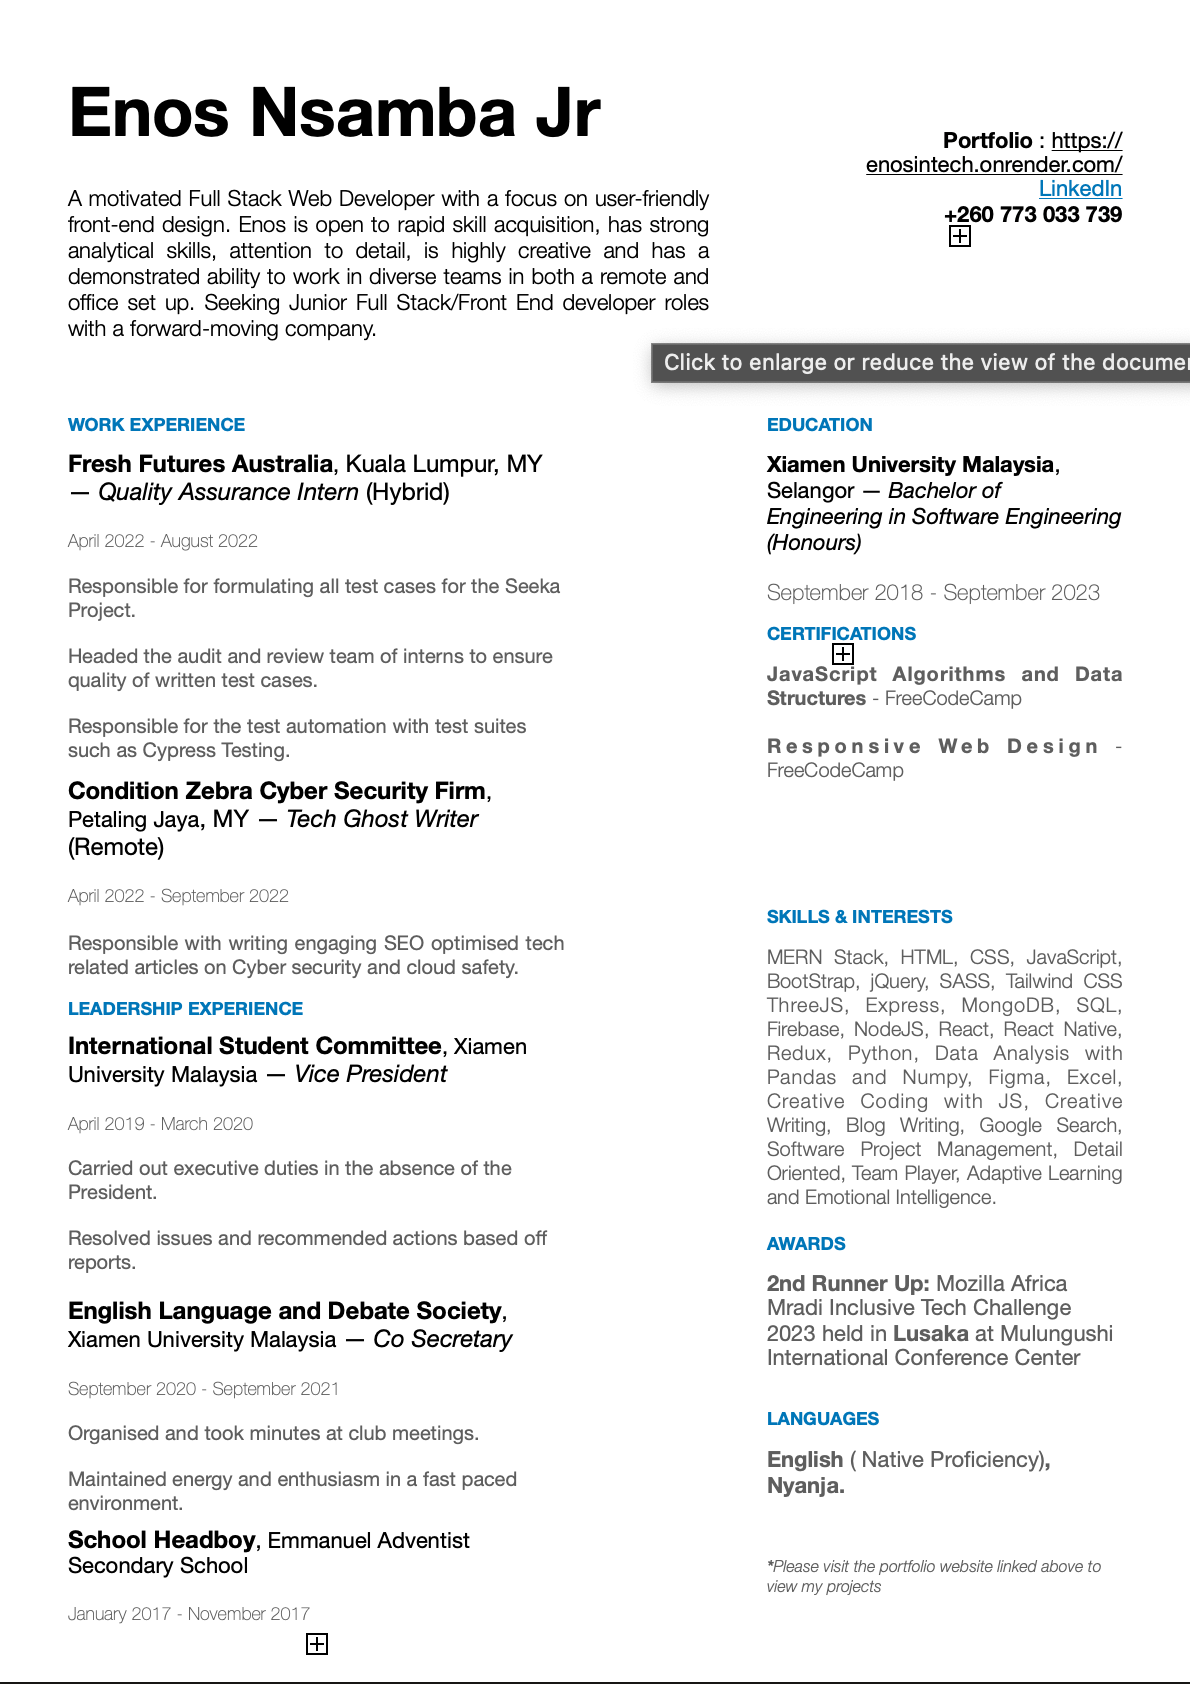 Enos Nsamba Jr
Portfolio : https://
enosintech.onrender.com/
LinkedIn
+260 773 033 739
A motivated Full Stack Web Developer with a focus on user-friendly
front-end design. Enos is open to rapid skill acquisition, has strong
analytical skills, attention to detail, is highly creative and has a
demonstrated ability to work in diverse teams in both a remote and
office set up. Seeking Junior Full Stack/Front End developer roles
with a forward-moving company.
Click to enlarge or reduce the view of the documen
WORK EXPERIENCE
Fresh Futures Australia, Kuala Lumpur, MY
— Quality Assurance Intern (Hybrid)
April 2022 - August 2022
Responsible for formulating all test cases for the Seeka
Project.
Headed the audit and review team of interns to ensure
quality of written test cases.
Responsible for the test automation with test suites
such as Cypress Testing.
Condition Zebra Cyber Security Firm,
Petaling Jaya, MY — Tech Ghost Writer
(Remote)
April 2022 - September 2022
Responsible with writing engaging SEO optimised tech
related articles on Cyber security and cloud safety.
LEADERSHIP EXPERIENCE
International Student Committee, Xiamen
University Malaysia — Vice President
April 2019 - March 2020
Carried out executive duties in the absence of the
President.
Resolved issues and recommended actions based off
reports.
English Language and Debate Society,
Xiamen University Malaysia — Co Secretary
September 2020 - September 2021
Organised and took minutes at club meetings.
Maintained energy and enthusiasm in a fast paced
environment.
School Headboy, Emmanuel Adventist
Secondary School
January 2017 - November 2017
EDUCATION
Xiamen University Malaysia,
Selangor — Bachelor of
Engineering in Software Engineering
(Honours)
September 2018 - September 2023
CERTIFICATIONS
JavaScript Algorithms and Data
Structures - FreeCodeCamp
Responsive Web Design -
FreeCodeCamp
SKILLS & INTERESTS
MERN Stack, HTML, CSS, JavaScript,
BootStrap, jQuery, SASS, Tailwind CSS
ThreeJS, Express, MongoDB, SQL,
Firebase, NodeJS, React, React Native,
Redux, Python, Data Analysis with
Pandas and Numpy, Figma, Excel,
Creative Coding with JS, Creative
Writing, Blog Writing, Google Search,
Software Project Management, Detail
Oriented, Team Player, Adaptive Learning
and Emotional Intelligence.
AWARDS
2nd Runner Up: Mozilla Africa
Mradi Inclusive Tech Challenge
2023 held in Lusaka at Mulungushi
International Conference Center
LANGUAGES
English ( Native Proficiency),
Nyanja.
*Please visit the portfolio website linked above to
view my projects